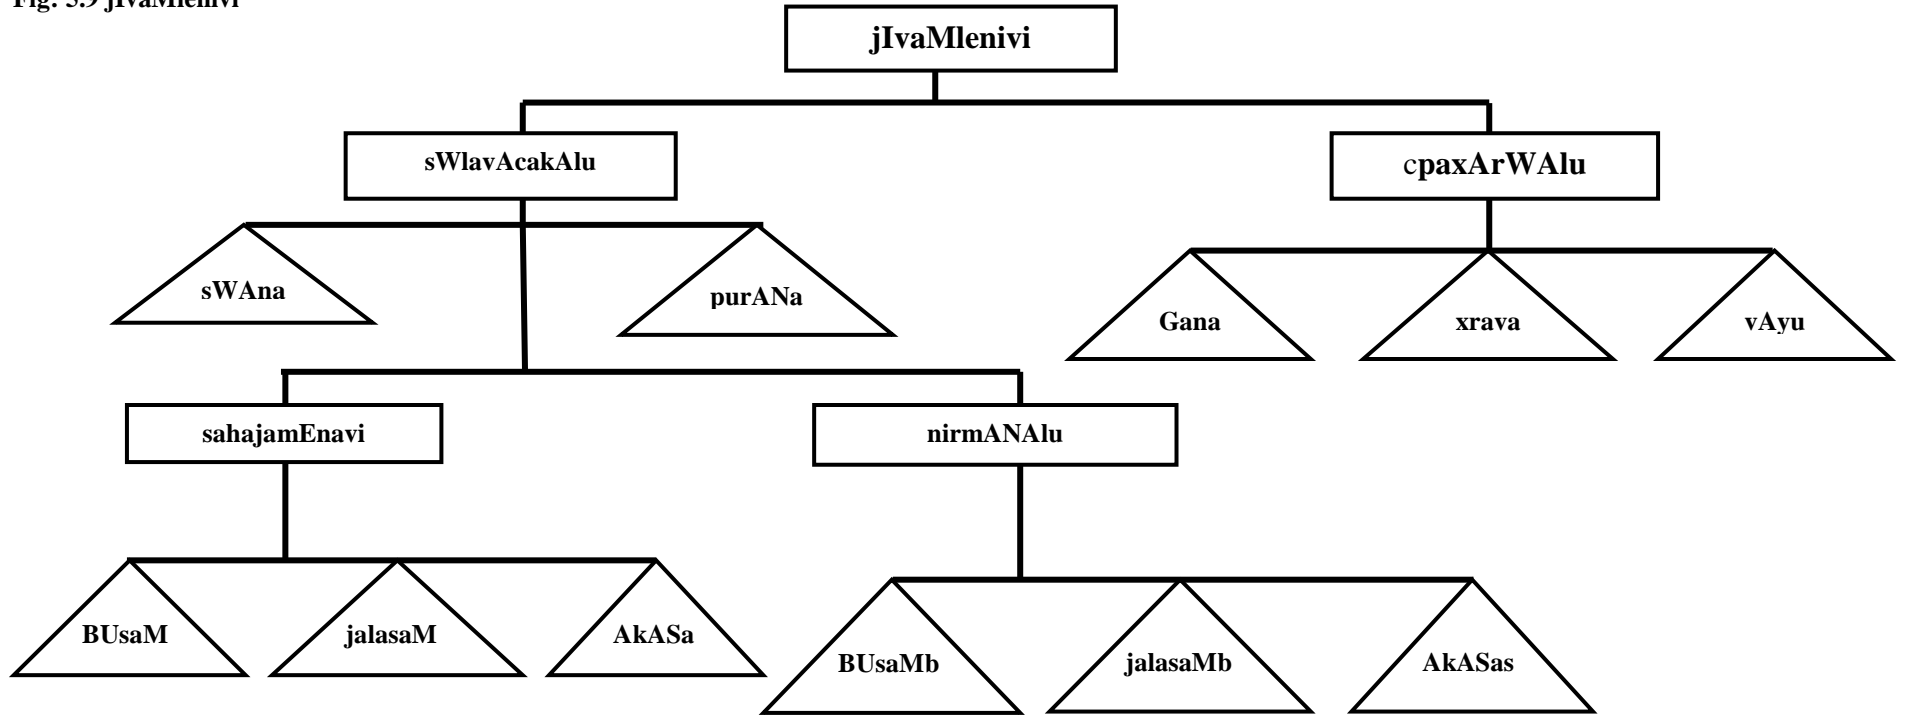 Fig. 5.9 jIvaMlenivi
jIvaMlenivi
sWlavAcakAlu
cpaxArWAlu
sWAna
purANa
Gana
xrava
vAyu
sahajamEnavi
nirmANAlu
BUsaM
jalasaM
AkASa
BUsaMb
jalasaMb
AkASas